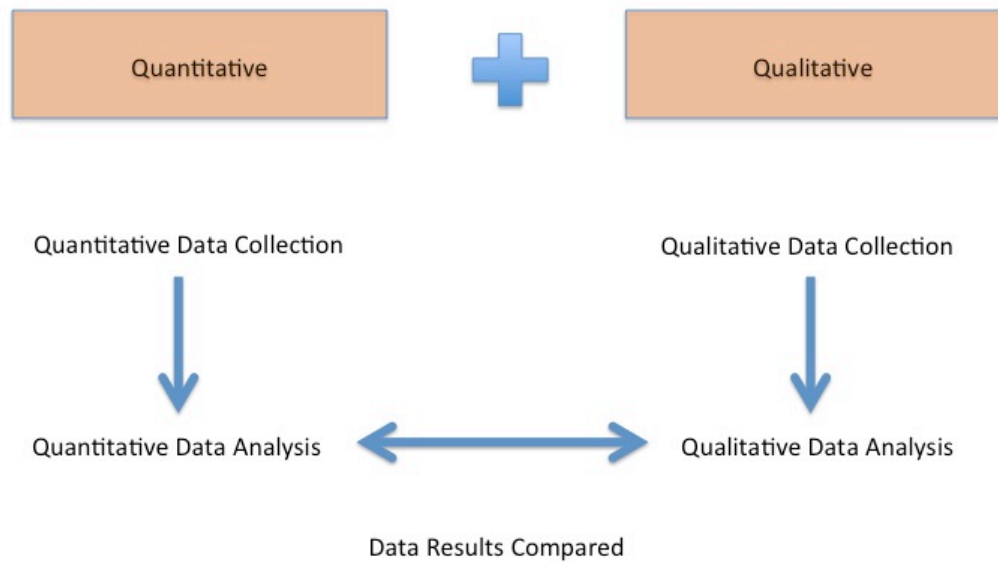 Quantitative
Qualitative
Quantitative Data Collection
Qualitative Data Collection
Quantitative Data Analysis
Qualitative Data Analysis
Data Results Compared